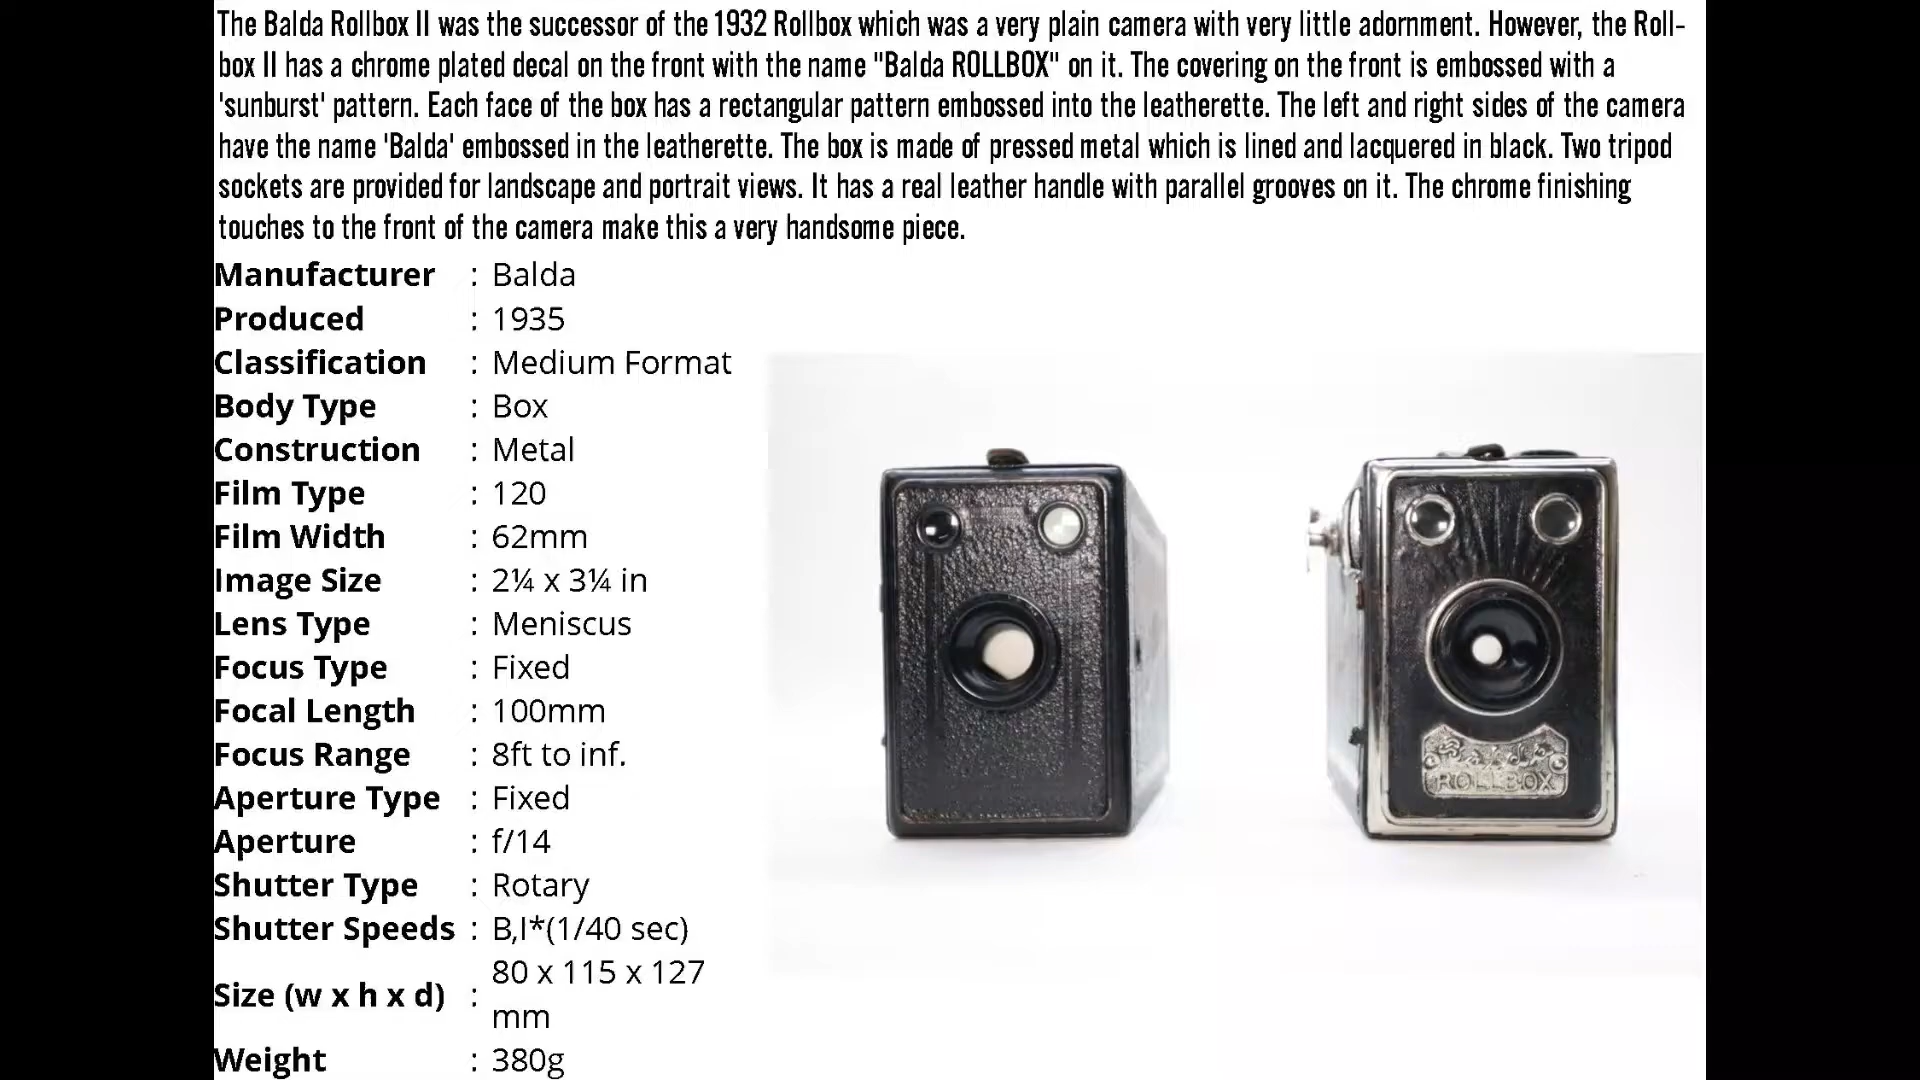 The Balda Rollbox II was the successor of the 1932 Rollbox which was a very plain camera with very little adornment. However, the Roll-
box II has a chrome plated decal on the front with the name "Balda ROLLBOX" on it. The covering on the front is embossed with a
'sunburst' pattern. Each face of the box has a rectangular pattern embossed into the leatherette. The left and right sides of the camera
have the name 'Balda' embossed in the leatherette. The box is made of pressed metal which is lined and lacquered in black. Two tripod
sockets are provided for landscape and portrait views. It has a real leather handle with parallel grooves on it. The chrome finishing
touches to the front of the camera make this a very handsome piece.
Manufacturer : Balda
Produced : 1935
Classification : Medium Format
Body Type : Box
Construction : Metal
Film Type : 120
Film Width : 62mm
Image Size : 2¼ x 3¼ in
Lens Type : Meniscus
Focus Type : Fixed
Focal Length : 100mm
Focus Range : 8ft to inf.
Aperture Type : Fixed
Aperture : f/14
Shutter Type : Rotary
Shutter Speeds : B,I*(1/40 sec)
Size (w x h x d) : 80 x 115 x 127
mm
Weight : 380g
Balda
ROLLBOX